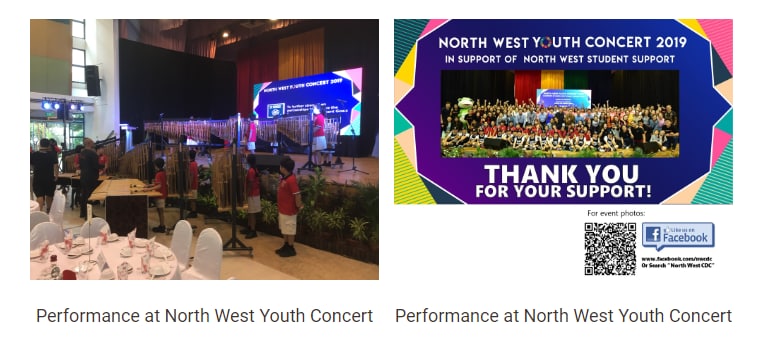 NORTH WEST YOUTH CONCERT 2019
NORTH WEST YOUTH CONCERT 2019
IN SUPPORT OF NORTH WEST STUDENT SUPPORT
THANK YOU
FOR YOUR SUPPORT!
For event photos:
Like us on
Facebook
www.facebook.com/nwcdc
Or Search "North West CDC"
Performance at North West Youth Concert
Performance at North West Youth Concert